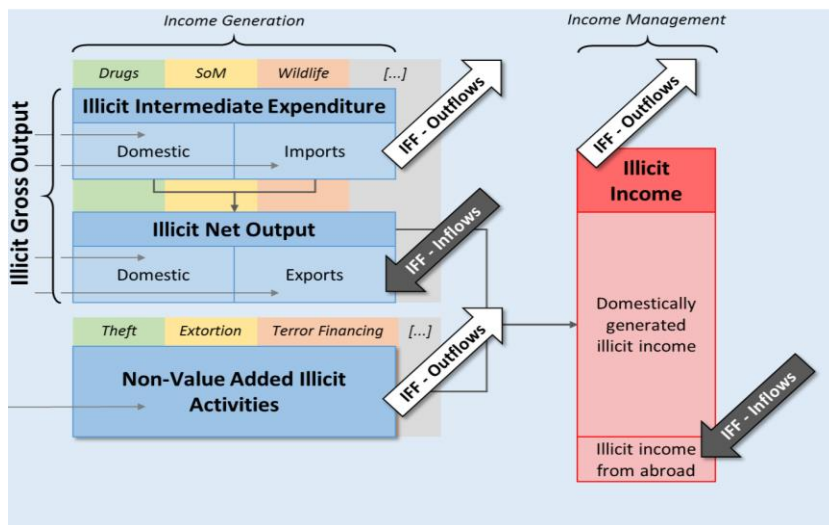 Income Generation
Income Management
Drugs
SoM
Wildlife
[...]
Illicit Gross Output
Illicit Intermediate Expenditure
Domestic
Imports
IFF - Outflows
Illicit Net Output
Domestic
Exports
IFF - Inflows
Theft
Extortion
Terror Financing
[...]
Non-Value Added Illicit
Activities
IFF - Outflows
IFF - Outflows
Illicit
Income
Domestically
generated
illicit income
IFF - Inflows
Illicit income
from abroad